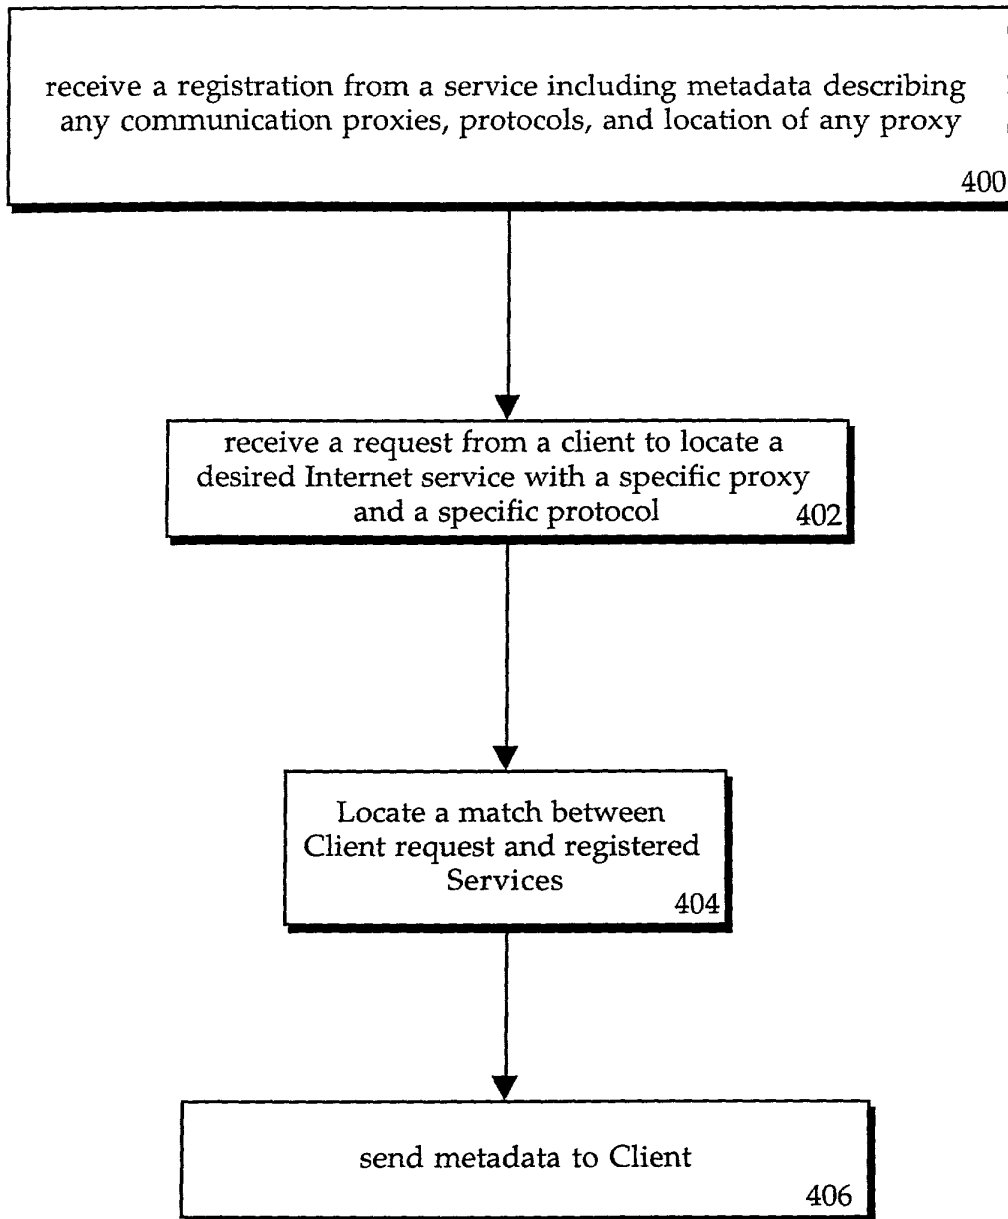 receive a registration from a service including metadata describing
any communication proxies, protocols, and location of any proxy
400
receive a request from a client to locate a
desired Internet service with a specific proxy
and a specific protocol
402
Locate a match between
Client request and registered
Services
404
send metadata to Client
406